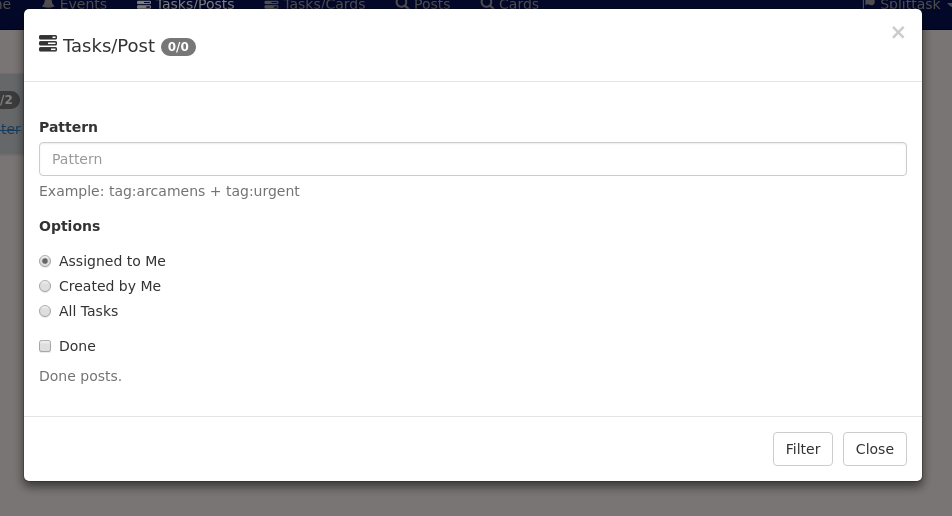 Events Tasks/Posts Tasks/Cards Posts Cards Splittask
Tasks/Post 0/0 ×
/2
ter
Pattern
Pattern
Example: tag:arcamens + tag:urgent
Options
Assigned to Me
Created by Me
All Tasks
Done
Done posts.
Filter Close